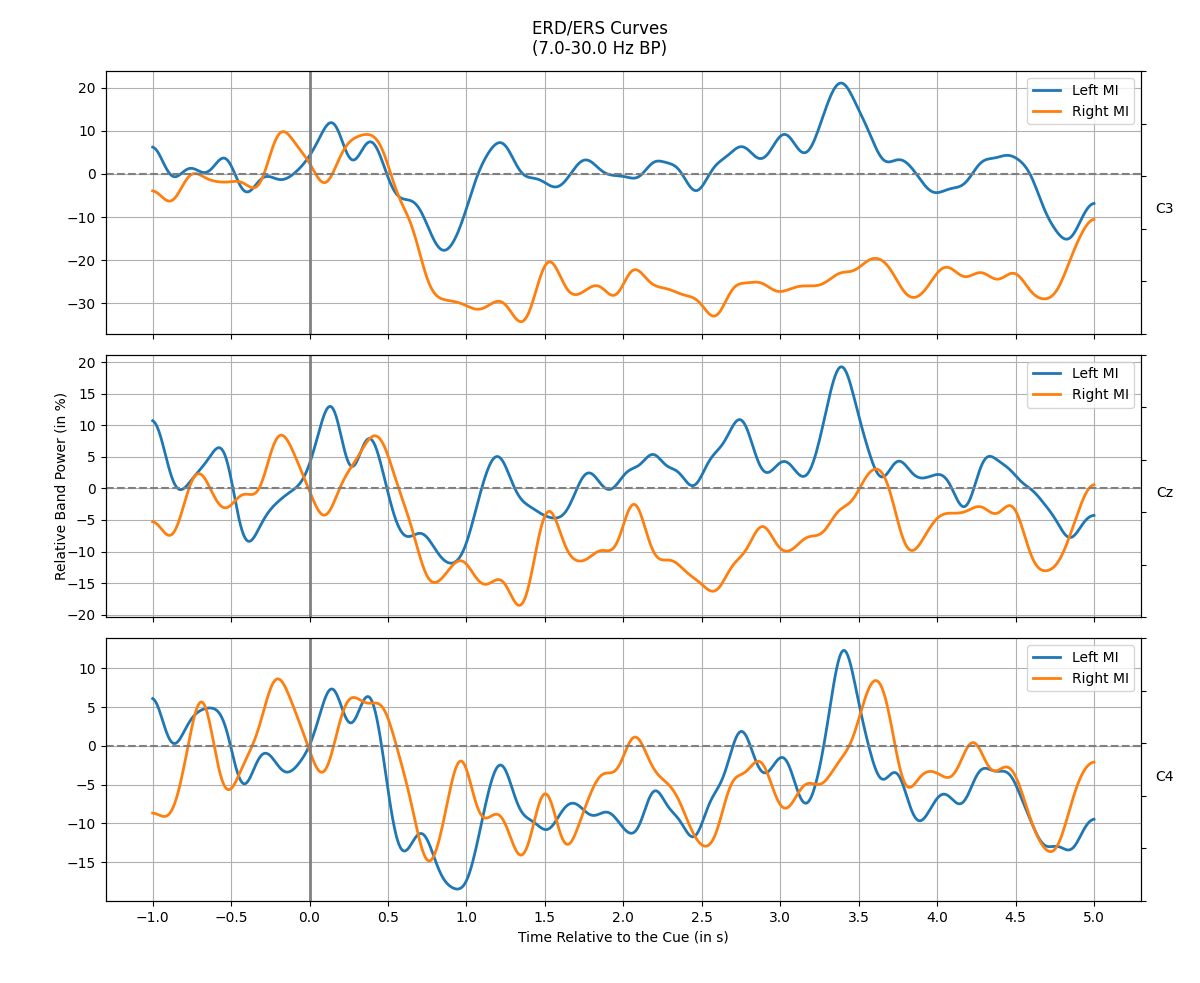 ERD/ERS Curves
(7.0-30.0 Hz BP)
20
10
0
−10
−20
−30
Left MI
Right MI
C3
20
15
10
5
0
−5
−10
−15
−20
Left MI
Right MI
Cz
Relative Band Power (in %)
10
5
0
−5
−10
−15
Left MI
Right MI
C4
−1.0 −0.5 0.0 0.5 1.0 1.5 2.0 2.5 3.0 3.5 4.0 4.5 5.0
Time Relative to the Cue (in s)